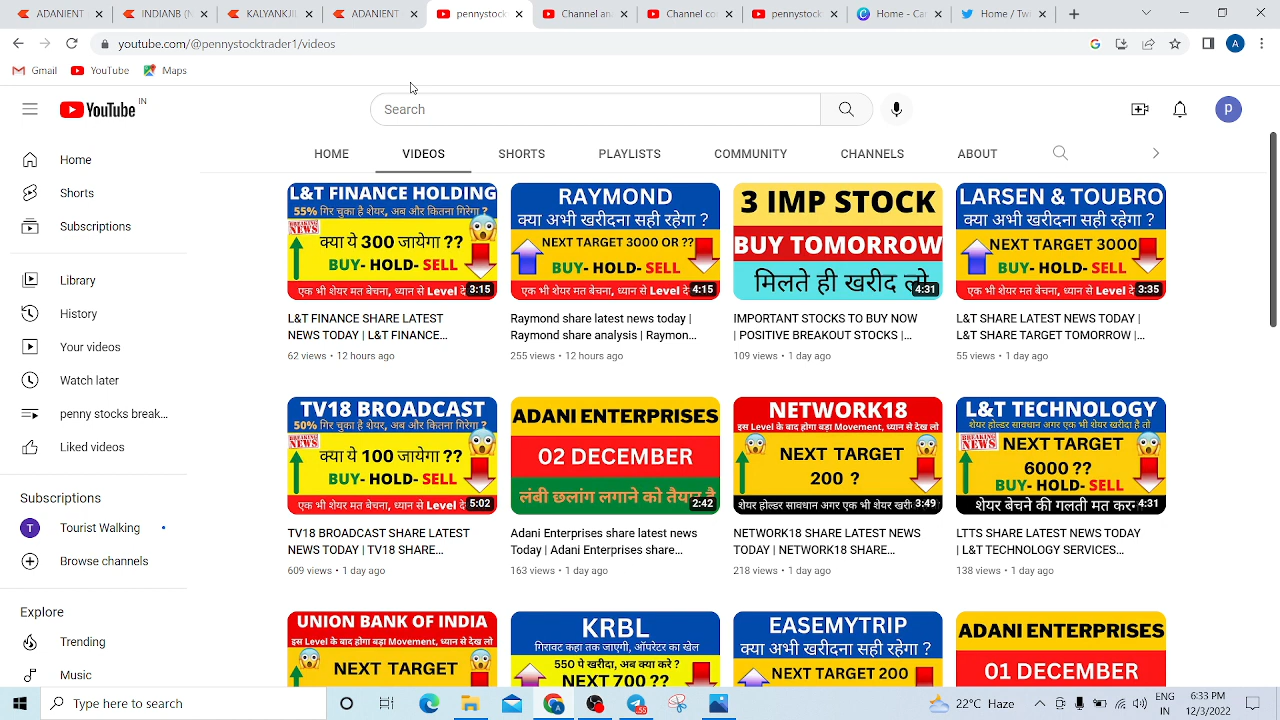 ADANENT
INDIAN (N
KALYANJIL
ADANENT
pennystock
Channel an
Channel co
pennystock
Home - Ca
Home / Tw
youtube.com/@pennystocktrader1/videos
A
Gmail
YouTube
Maps
YouTube IN
Search
P
HOME
VIDEOS
SHORTS
PLAYLISTS
COMMUNITY
CHANNELS
ABOUT
Home
Shorts
Subscriptions
Library
History
Your videos
Watch later
penny stocks break...
Liked videos
Subscriptions
T Tourist Walking
Browse channels
Explore
Trending
Music
L&T FINANCE HOLDING
55% गिर चुका है शेयर, अब और कितना गिरेगा ?
BREAKING NEWS
क्या ये 300 जायेगा ??
BUY- HOLD- SELL
एक भी शेयर मत बेचना, ध्यान से Level दे
3:15
L&T FINANCE SHARE LATEST
NEWS TODAY | L&T FINANCE...
62 views • 12 hours ago
RAYMOND
क्या अभी खरीदना सही रहेगा ?
NEXT TARGET 3000 OR ??
BUY- HOLD- SELL
एक भी शेयर मत बेचना, ध्यान से Level
4:15
Raymond share latest news today |
Raymond share analysis | Raymon...
255 views • 12 hours ago
3 IMP STOCK
BUY TOMORROW
मिलते ही खरीद लो
4:31
IMPORTANT STOCKS TO BUY NOW
| POSITIVE BREAKOUT STOCKS |...
109 views • 1 day ago
LARSEN & TOUBRO
क्या अभी खरीदना सही रहेगा ?
NEXT TARGET 3000
BUY- HOLD- SELL
एक भी शेयर मत बेचना, ध्यान से Level
3:35
L&T SHARE LATEST NEWS TODAY |
L&T SHARE TARGET TOMORROW |...
55 views • 1 day ago
TV18 BROADCAST
50% गिर चुका है शेयर, अब और कितना गिरेगा ?
BREAKING NEWS
क्या ये 100 जायेगा ??
BUY- HOLD- SELL
एक भी शेयर मत बेचना, ध्यान से Level
5:02
TV18 BROADCAST SHARE LATEST
NEWS TODAY | TV18 SHARE...
609 views • 1 day ago
ADANI ENTERPRISES
02 DECEMBER
लंबी छलांग लगाने को तैयार है
2:42
Adani Enterprises share latest news
Today | Adani Enterprises share...
163 views • 1 day ago
NETWORK18
इस Level के बाद होगा बड़ा Movement, ध्यान से देख लो
NEXT TARGET
200 ?
शेयर होल्डर सावधान अगर एक भी शेयर खरी
3:49
NETWORK18 SHARE LATEST NEWS
TODAY | NETWORK18 SHARE...
218 views • 1 day ago
L&T TECHNOLOGY
शेयर होल्डर सावधान अगर एक भी शेयर खरीदा है तो
BREAKING NEWS
NEXT TARGET
6000 ??
BUY- HOLD- SELL
शेयर बेचने की गलती मत कर
4:31
LTTS SHARE LATEST NEWS TODAY
| L&T TECHNOLOGY SERVICES...
138 views • 1 day ago
UNION BANK OF INDIA
इस Level के बाद होगा बड़ा Movement, ध्यान से देख लो
NEXT TARGET
KRBL
गिरावट कहा तक जाएगी, ऑपरेटर का खेल
550 पे खरीदा, अब क्या करे ?
NEXT 700 ??
EASEMYTRIP
क्या अभी खरीदना सही रहेगा ?
NEXT TARGET 200
ADANI ENTERPRISES
01 DECEMBER
Type here to search
22°C Haze
ENG
IN
6:33 PM
12/3/2022